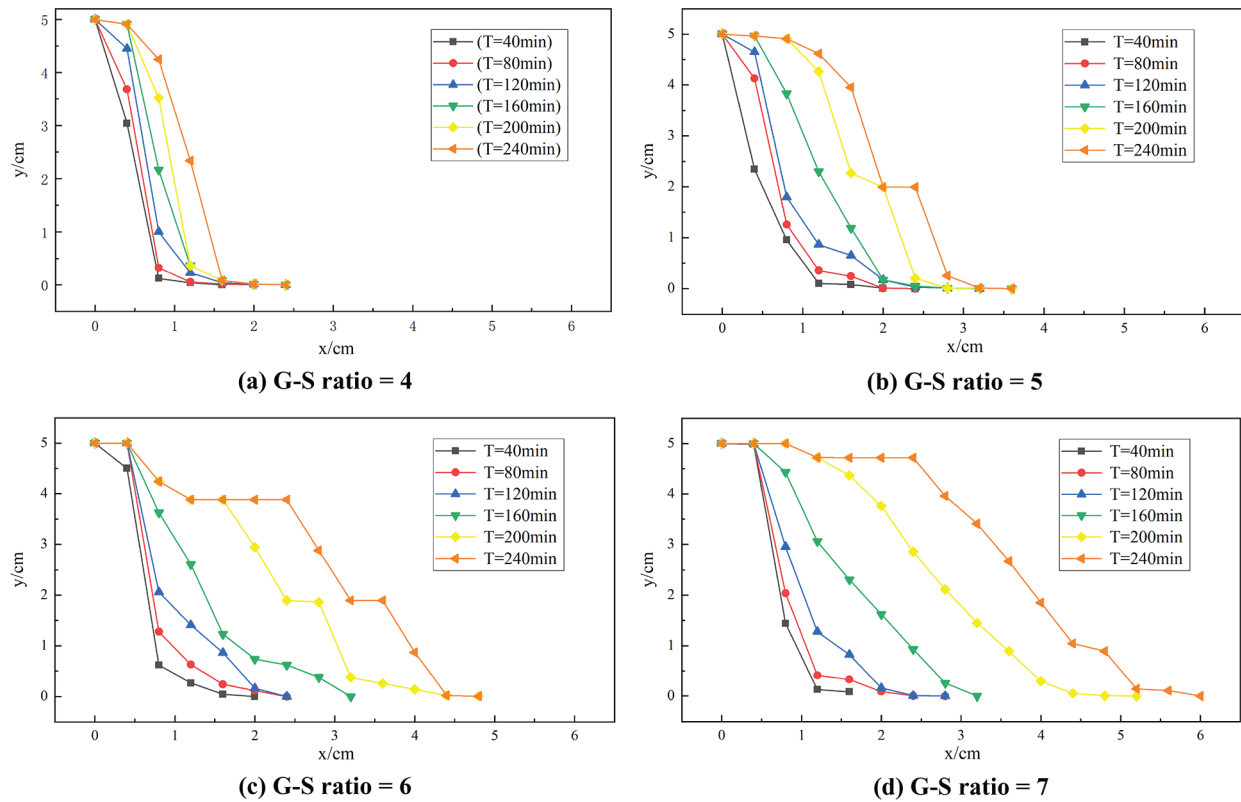 5
4
3
2
1
0
y/cm
(T=40min)
(T=80min)
(T=120min)
(T=160min)
(T=200min)
(T=240min)
0 1 2 3 4 5 6
x/cm
(a) G-S ratio = 4
5
4
3
2
1
0
y/cm
T=40min
T=80min
T=120min
T=160min
T=200min
T=240min
0 1 2 3 4 5 6
x/cm
(b) G-S ratio = 5
5
4
3
2
1
0
y/cm
T=40min
T=80min
T=120min
T=160min
T=200min
T=240min
0 1 2 3 4 5 6
x/cm
(c) G-S ratio = 6
5
4
3
2
1
0
y/cm
T=40min
T=80min
T=120min
T=160min
T=200min
T=240min
0 1 2 3 4 5 6
x/cm
(d) G-S ratio = 7